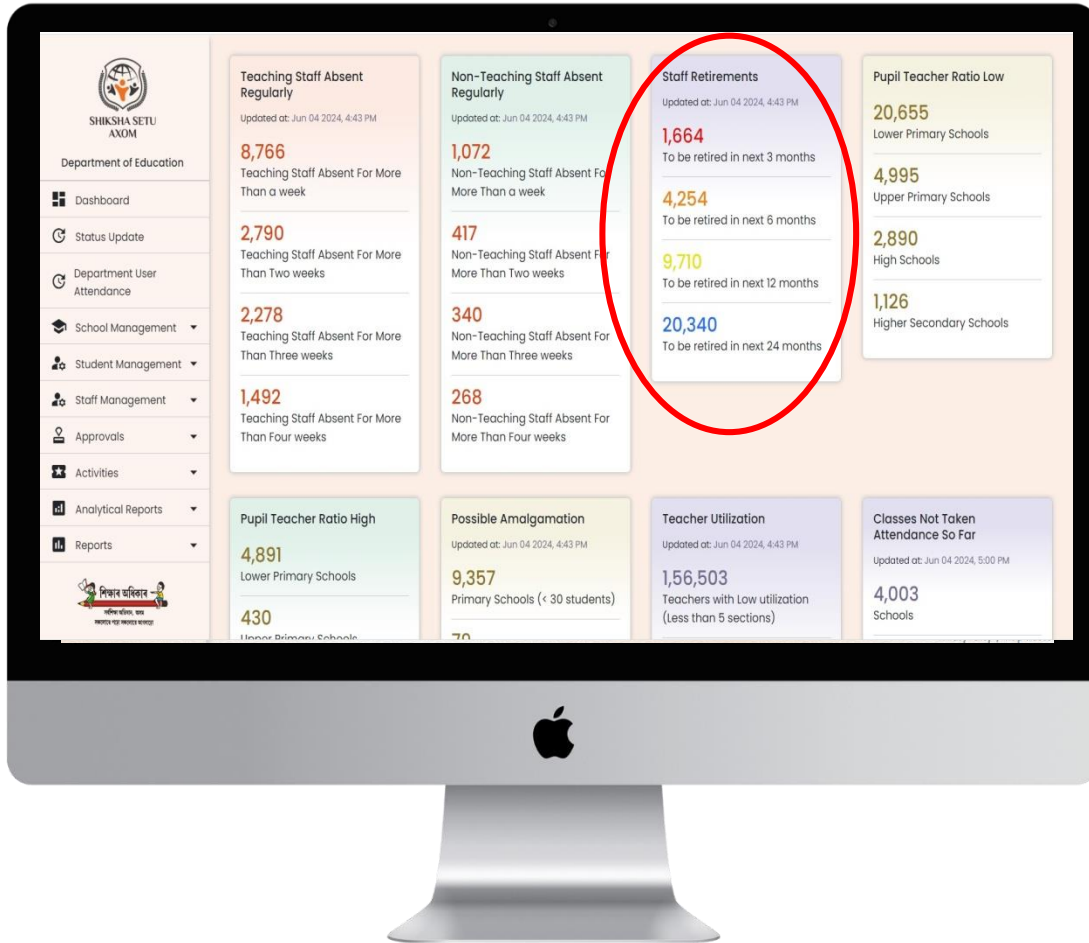 SHIKSHA SETU
AXOM
Department of Education
Dashboard
Status Update
Department User
Attendance
School Management
Student Management
Staff Management
Approvals
Activities
Analytical Reports
Reports
শিক্ষাৰ অধিকাৰ
Teaching Staff Absent
Regularly
Updated at: Jun 04 2024, 4:43 PM
8,766
Teaching Staff Absent For More
Than a week
2,790
Teaching Staff Absent For More
Than Two weeks
2,278
Teaching Staff Absent For More
Than Three weeks
1,492
Teaching Staff Absent For More
Than Four weeks
Non-Teaching Staff Absent
Regularly
Updated at: Jun 04 2024, 4:43 PM
1,072
Non-Teaching Staff Absent For
More Than a week
417
Non-Teaching Staff Absent For
More Than Two weeks
340
Non-Teaching Staff Absent For
More Than Three weeks
268
Non-Teaching Staff Absent For
More Than Four weeks
Staff Retirements
Updated at: Jun 04 2024, 4:43 PM
1,664
To be retired in next 3 months
4,254
To be retired in next 6 months
9,710
To be retired in next 12 months
20,340
To be retired in next 24 months
Pupil Teacher Ratio Low
20,655
Lower Primary Schools
4,995
Upper Primary Schools
2,890
High Schools
1,126
Higher Secondary Schools
Pupil Teacher Ratio High
4,891
Lower Primary Schools
430
Upper Primary Schools
Possible Amalgamation
Updated at: Jun 04 2024, 4:43 PM
9,357
Primary Schools (< 30 students)
Teacher Utilization
Updated at: Jun 04 2024, 4:43 PM
1,56,503
Teachers with Low utilization
(Less than 5 sections)
Classes Not Taken
Attendance So Far
Updated at: Jun 04 2024, 5:00 PM
4,003
Schools